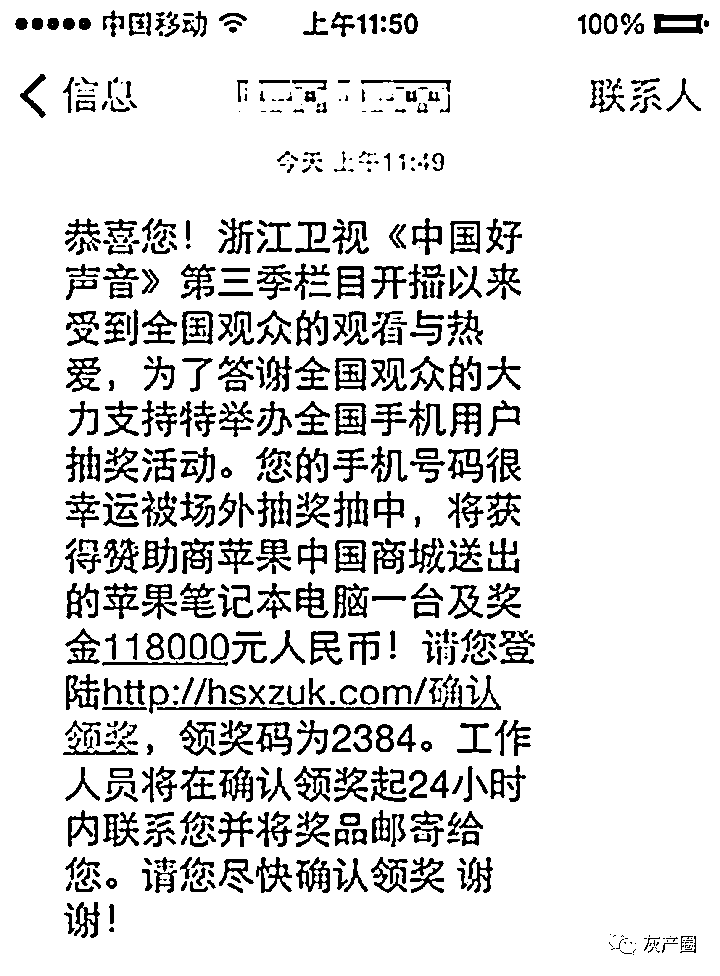 中国移动 上午11:50 100%
信息 联系人
今天 上午11:49
恭喜您！浙江卫视《中国好
声音》第三季栏目开播以来
受到全国观众的观看与热
爱，为了答谢全国观众的大
力支持特举办全国手机用户
抽奖活动。您的手机号码很
幸运被场外抽奖抽中，将获
得赞助商苹果中国商城送出
的苹果笔记本电脑一台及奖
金118000元人民币！请您登
陆http://hsxzuk.com/确认
领奖，领奖码为2384。工作
人员将在确认领奖起24小时
内联系您并将奖品邮寄给
您。请您尽快确认领奖 谢
谢！
灰产圈